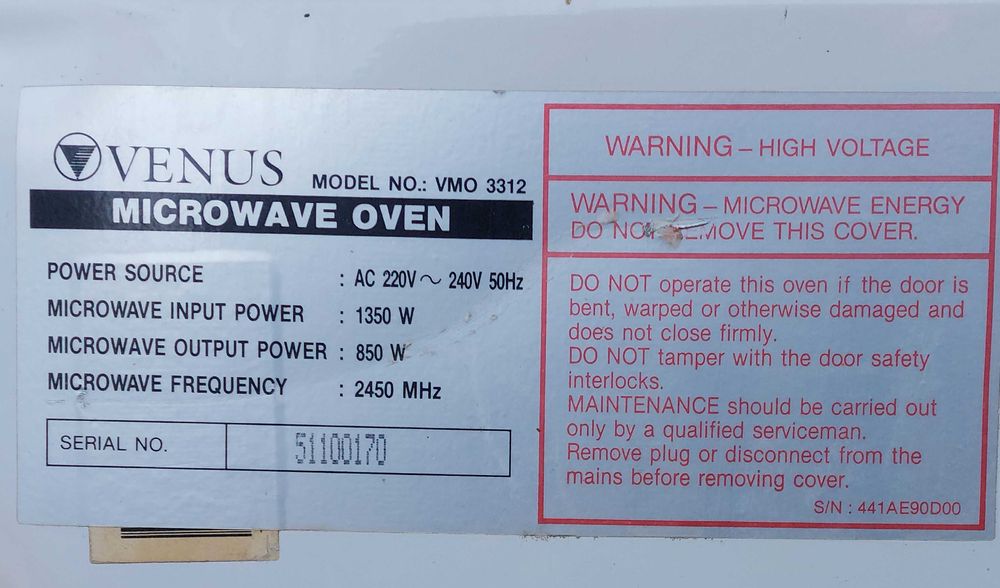 VENUS MODEL NO.: VMO 3312
MICROWAVE OVEN
POWER SOURCE : AC 220V～ 240V 50Hz
MICROWAVE INPUT POWER : 1350 W
MICROWAVE OUTPUT POWER : 850 W
MICROWAVE FREQUENCY : 2450 MHz
SERIAL NO. 51100170
WARNING – HIGH VOLTAGE
WARNING – MICROWAVE ENERGY
DO NOT REMOVE THIS COVER.
DO NOT operate this oven if the door is
bent, warped or otherwise damaged and
does not close firmly.
DO NOT tamper with the door safety
interlocks.
MAINTENANCE should be carried out
only by a qualified serviceman.
Remove plug or disconnect from the
mains before removing cover.
S/N : 441AE90D00